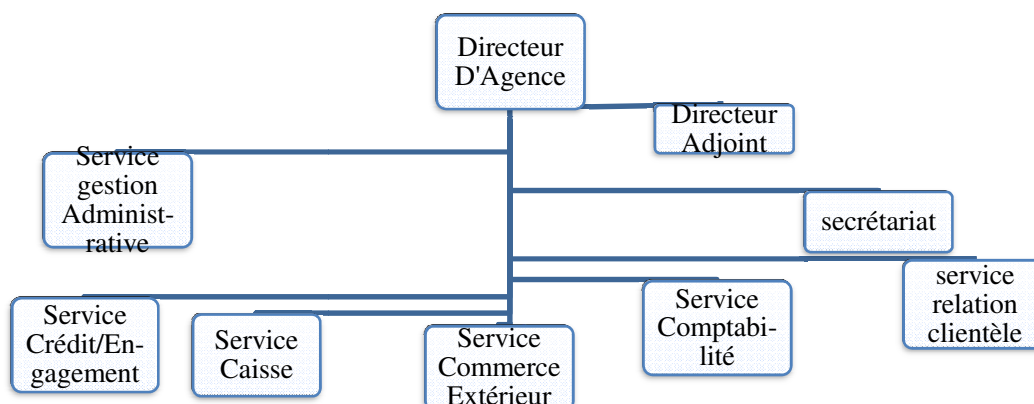 Directeur
D'Agence
Directeur
Adjoint
Service
gestion
Administ-
rative
secrétariat
service
relation
clientèle
Service
Comptabi-
lité
Service
Crédit/En-
gagement
Service
Caisse
Service
Commerce
Extérieur